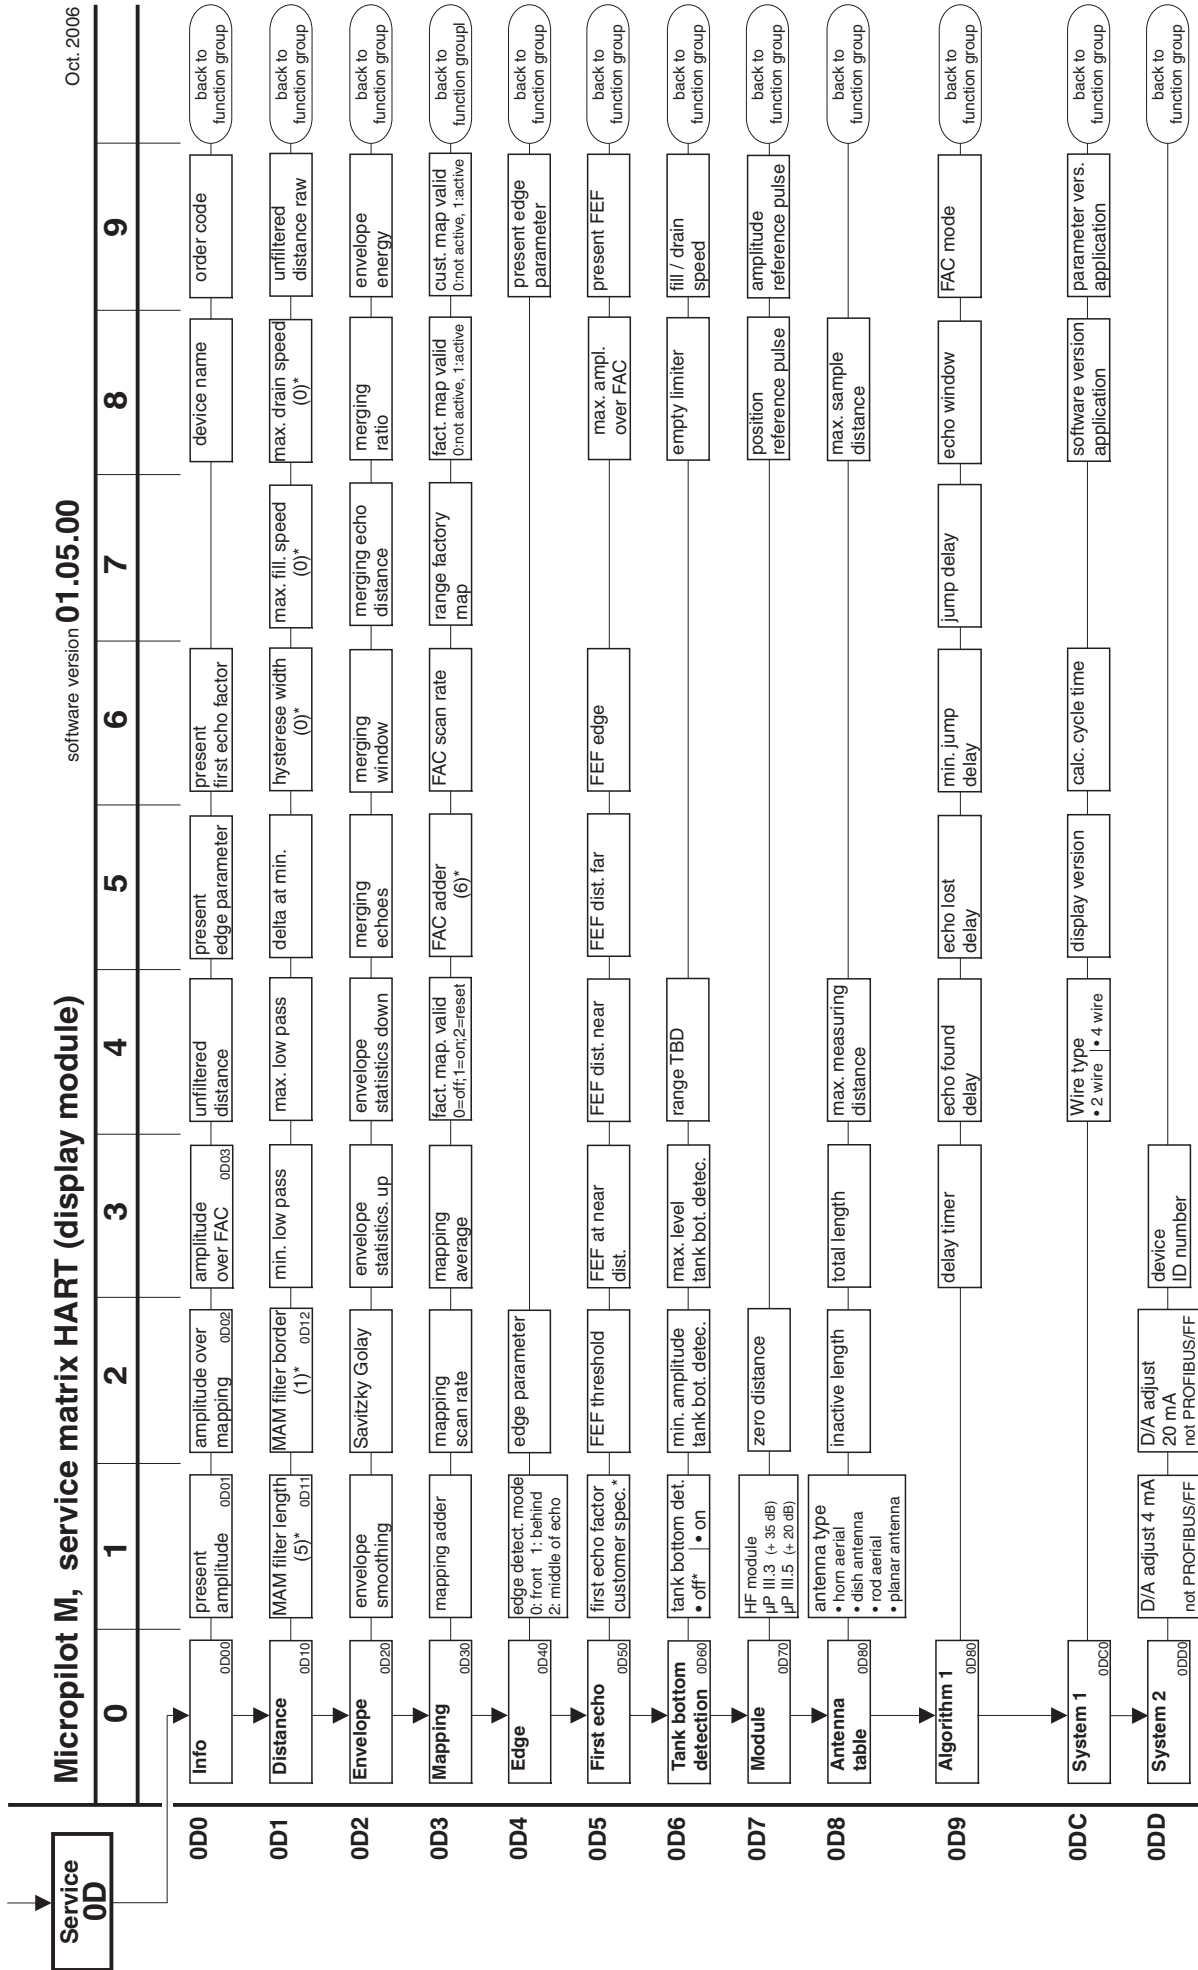 Micropilot M, service matrix HART (display module)
software version 01.05.00
Oct. 2006
Service
0D
0
1
2
3
4
5
6
7
8
9
0D0
Info
0D00
present
amplitude
0D01
amplitude over
mapping
0D02
amplitude
over FAC
0D03
unfiltered
distance
present
edge parameter
present
first echo factor
device name
order code
back to
function group
0D1
Distance
0D10
MAM filter length
(5)*
0D11
MAM filter border
(1)*
0D12
min. low pass
max. low pass
delta at min.
hysterese width
(0)*
max. fill. speed
(0)*
max. drain speed
(0)*
unfiltered
distance raw
back to
function group
0D2
Envelope
0D20
envelope
smoothing
Savitzky Golay
envelope
statistics. up
envelope
statistics down
merging
echoes
merging
window
merging echo
distance
merging
ratio
envelope
energy
back to
function group
0D3
Mapping
0D30
mapping adder
mapping
scan rate
mapping
average
fact. map. valid
0=off;1=on;2=reset
FAC adder
(6)*
FAC scan rate
range factory
map
fact. map valid
0:not active, 1:active
cust. map valid
0:not active, 1:active
back to
function groupl
0D4
Edge
0D40
edge detect. mode
0: front 1: behind
2: middle of echo
edge parameter
present edge
parameter
back to
function group
0D5
First echo
0D50
first echo factor
customer spec.*
FEF threshold
FEF at near
dist.
FEF dist. near
FEF dist. far
FEF edge
max. ampl.
over FAC
present FEF
back to
function group
0D6
Tank bottom
detection
0D60
tank bottom det.
• off* | • on
min. amplitude
tank bot. detec.
max. level
tank bot. detec.
range TBD
empty limiter
fill / drain
speed
back to
function group
0D7
Module
0D70
HF module
µP III.3 (+ 35 dB)
µP III.5 (+ 20 dB)
zero distance
position
reference pulse
amplitude
reference pulse
back to
function group
0D8
Antenna
table
0D80
antenna type
• horn aerial
• dish antenna
• rod aerial
• planar antenna
inactive length
total length
max. measuring
distance
max. sample
distance
back to
function group
0D9
Algorithm 1
0D80
delay timer
echo found
delay
echo lost
delay
min. jump
delay
jump delay
echo window
FAC mode
back to
function group
0DC
System 1
0DC0
Wire type
• 2 wire | • 4 wire
display version
calc. cycle time
software version
application
parameter vers.
application
back to
function group
0DD
System 2
0DD0
D/A adjust 4 mA
not PROFIBUS/FF
D/A adjust
20 mA
not PROFIBUS/FF
device
ID number
back to
function group